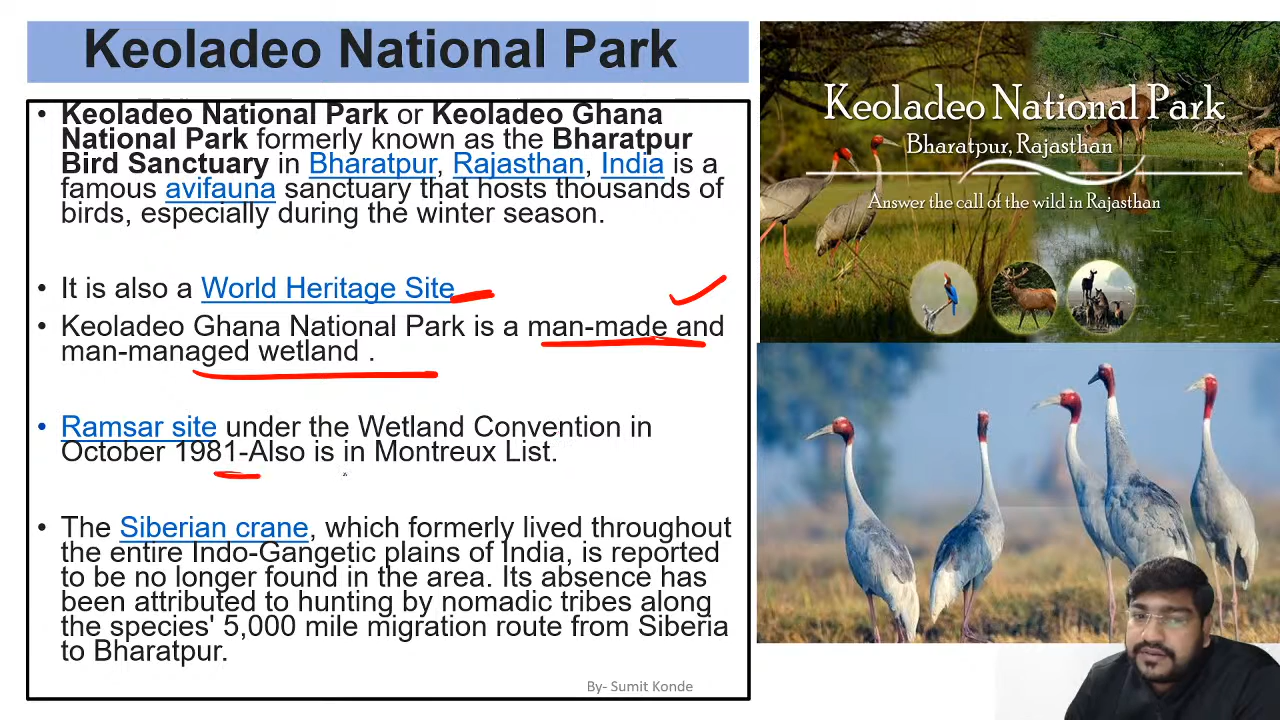 Keoladeo National Park
• Keoladeo National Park or Keoladeo Ghana
National Park formerly known as the Bharatpur
Bird Sanctuary in Bharatpur, Rajasthan, India is a
famous avifauna sanctuary that hosts thousands of
birds, especially during the winter season.
• It is also a World Heritage Site
• Keoladeo Ghana National Park is a man-made and
man-managed wetland .
• Ramsar site under the Wetland Convention in
October 1981-Also is in Montreux List.
• The Siberian crane, which formerly lived throughout
the entire Indo-Gangetic plains of India, is reported
to be no longer found in the area. Its absence has
been attributed to hunting by nomadic tribes along
the species' 5,000 mile migration route from Siberia
to Bharatpur.
By- Sumit Konde
Keoladeo National Park
Bharatpur, Rajasthan
Answer the call of the wild in Rajasthan